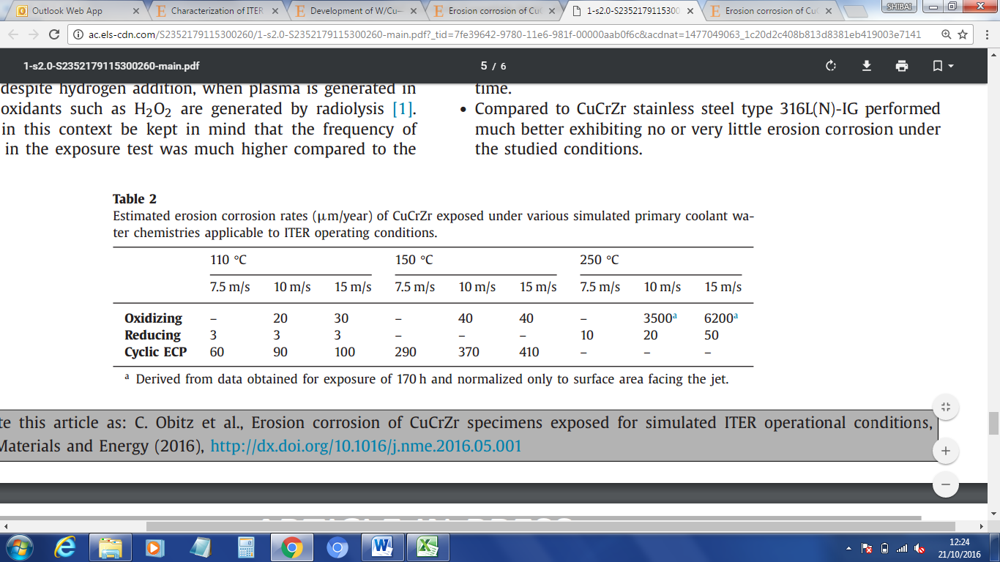 Outlook Web App
Characterization of ITER
Development of W/Cu—
Erosion corrosion of Cu
1-s2.0-S2352179115300
Erosion corrosion of Cu
SHIBAI
ac.els-cdn.com/S2352179115300260/1-s2.0-S2352179115300260-main.pdf?_tid=7fe39642-9780-11e6-981f-00000aab0f6c&acdnat=1477049063_1c20d2c408b813d8381eb419003e7141
1-s2.0-S2352179115300260-main.pdf
5 / 6
despite hydrogen addition, when plasma is generated in
oxidants such as H₂O₂ are generated by radiolysis [1].
in this context be kept in mind that the frequency of
in the exposure test was much higher compared to the
time.
• Compared to CuCrZr stainless steel type 316L(N)-IG performed
much better exhibiting no or very little erosion corrosion under
the studied conditions.
Table 2
Estimated erosion corrosion rates (μm/year) of CuCrZr exposed under various simulated primary coolant wa-
ter chemistries applicable to ITER operating conditions.
110 °C 150 °C 250 °C
7.5 m/s 10 m/s 15 m/s 7.5 m/s 10 m/s 15 m/s 7.5 m/s 10 m/s 15 m/s
Oxidizing – 20 30 – 40 40 – 3500ᵃ 6200ᵃ
Reducing 3 3 3 – – – 10 20 50
Cyclic ECP 60 90 100 290 370 410 – – –
ᵃ Derived from data obtained for exposure of 170 h and normalized only to surface area facing the jet.
te this article as: C. Obitz et al., Erosion corrosion of CuCrZr specimens exposed for simulated ITER operational conditions,
Materials and Energy (2016), http://dx.doi.org/10.1016/j.nme.2016.05.001
12:24
21/10/2016